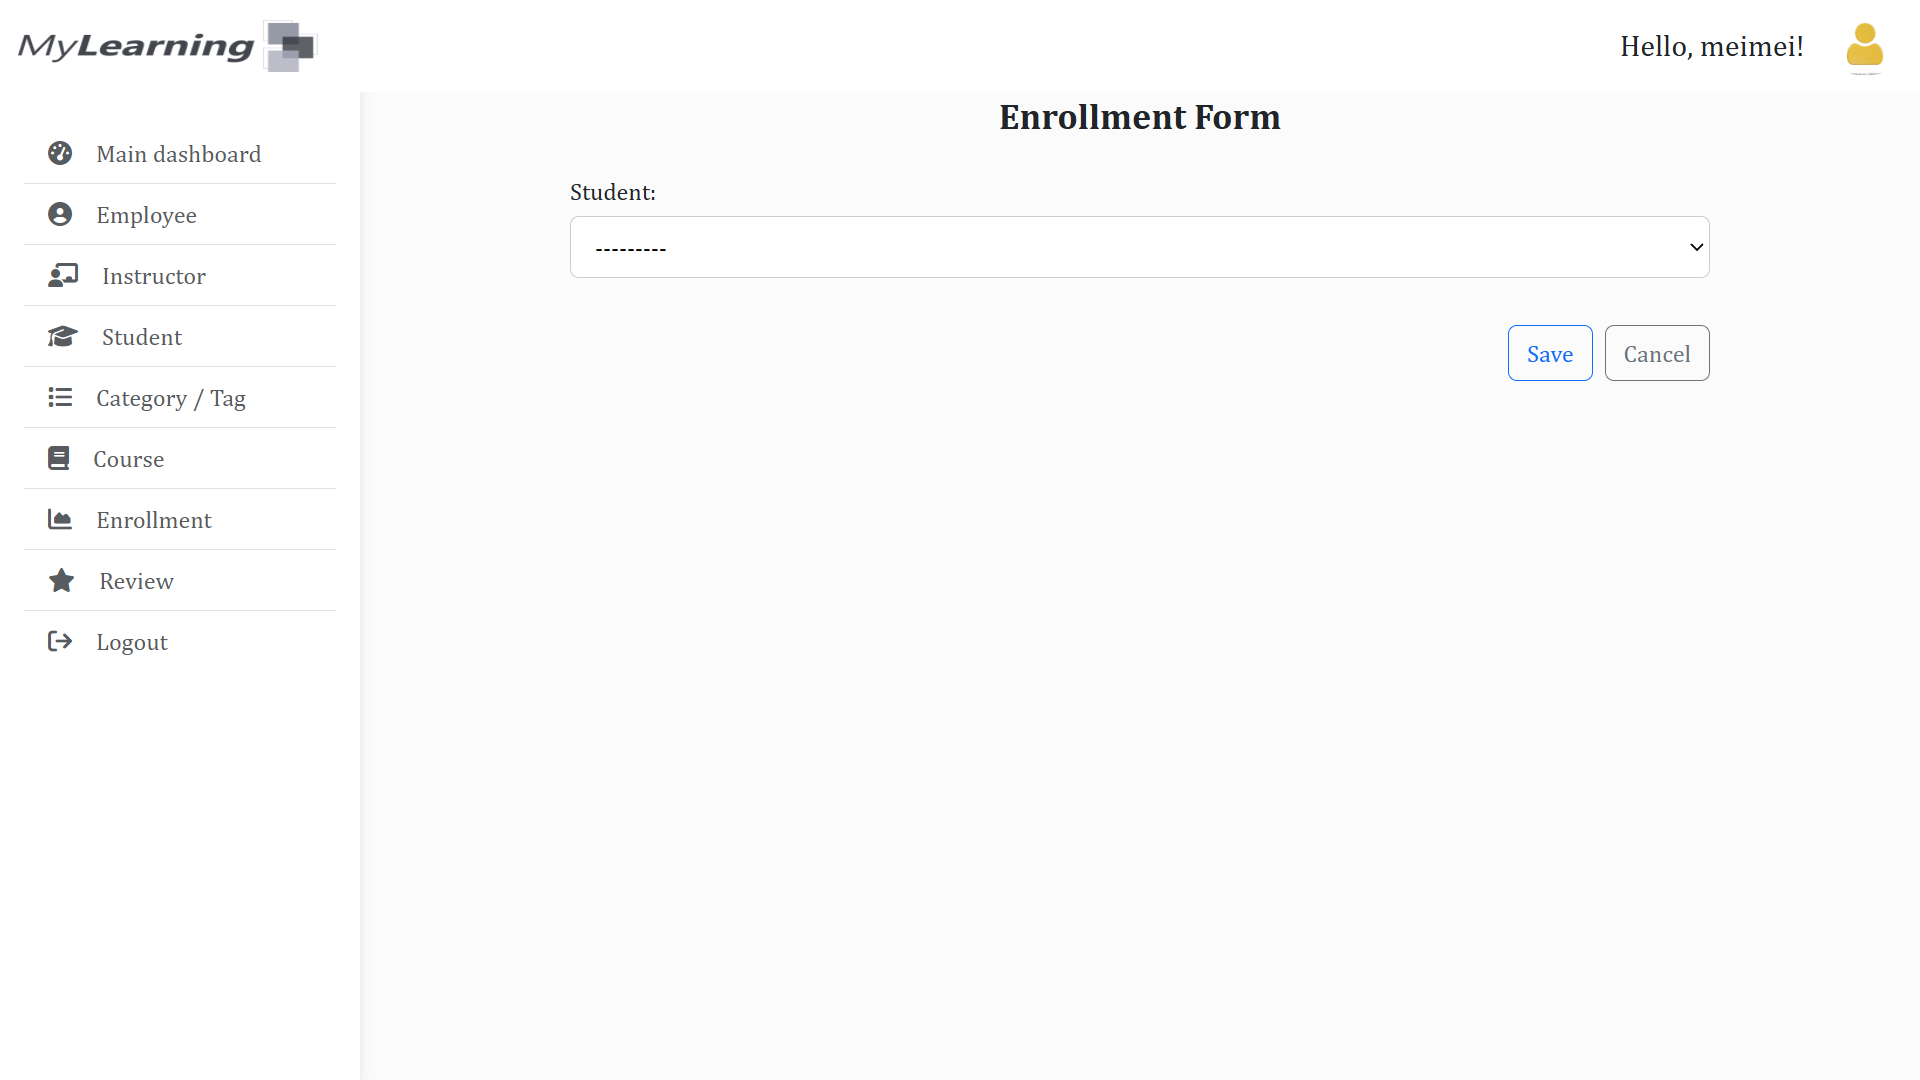 MyLearning
Hello, meimei!
Main dashboard
Employee
Instructor
Student
Category / Tag
Course
Enrollment
Review
Logout
Enrollment Form
Student:
---------
Save
Cancel